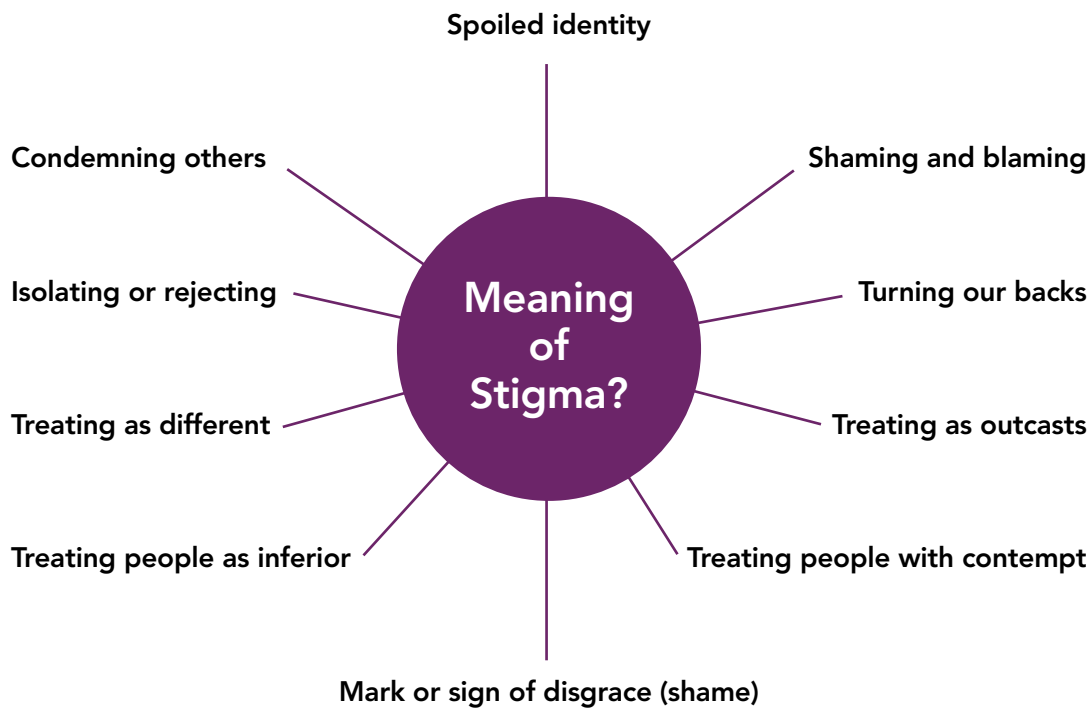 Spoiled identity
Condemning others
Shaming and blaming
Isolating or rejecting
Turning our backs
Meaning
of
Stigma?
Treating as different
Treating as outcasts
Treating people as inferior
Treating people with contempt
Mark or sign of disgrace (shame)